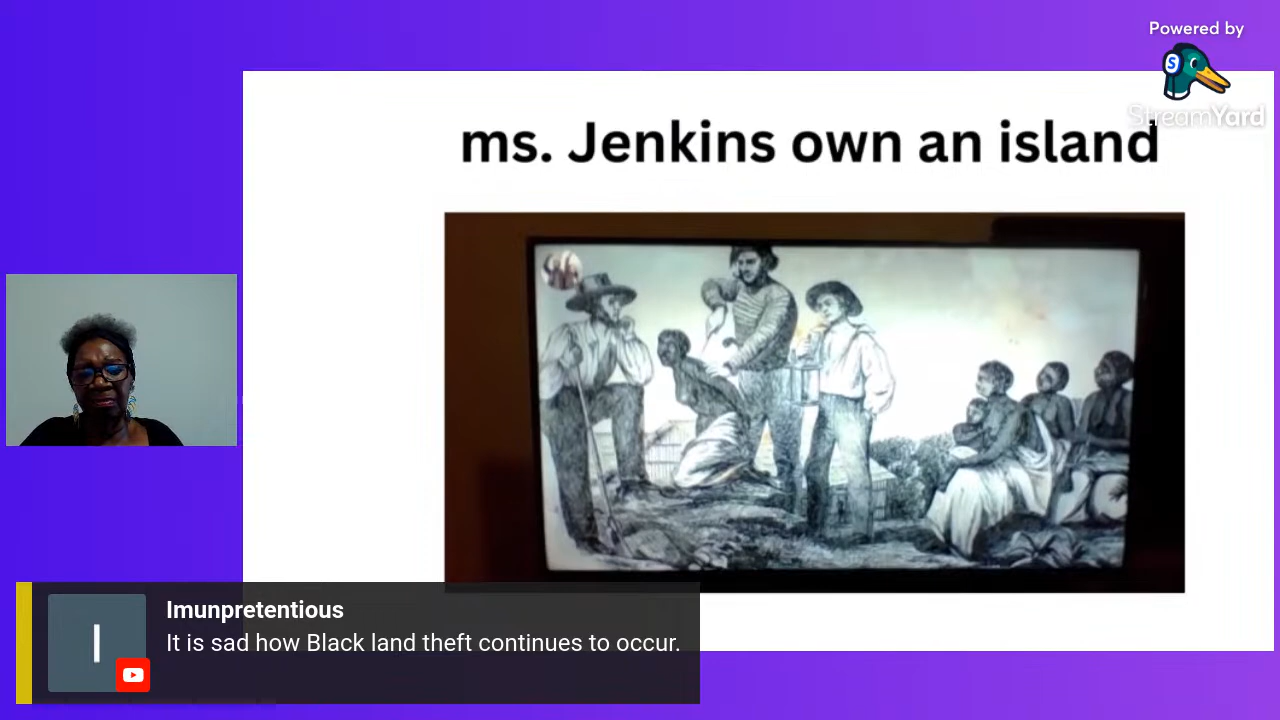 Powered by
StreamYard
ms. Jenkins own an island
Imunpretentious
It is sad how Black land theft continues to occur.
I
S